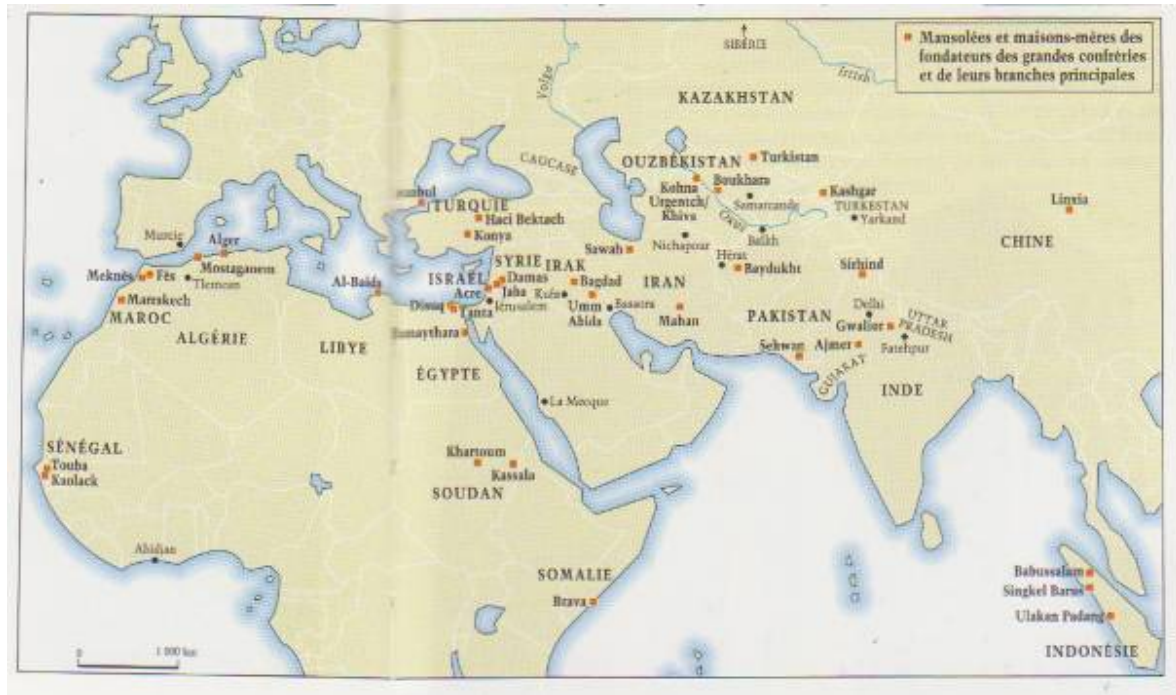 Mausolées et maisons-mères des
fondateurs des grandes confréries
et de leurs branches principales
SIBÉRIE
Volga
Irtish
KAZAKHSTAN
CAUCASE
OUZBÉKISTAN
Turkistan
Kohna
Urgentch/
Khiva
Boukhara
Samarcande
Kashgar
TURKESTAN
Yarkand
Linxia
CHINE
Oxus
Balkh
Nichapour
Hérat
Baydukht
TURQUIE
Haci Bektach
Konya
Sawah
SYRIE
IRAK
IRAN
Damas
Bagdad
ISRAËL
Acre
Jaba
Jérusalem
Kufa
Umm
Abida
Bassora
Mahan
Murcie
Alger
Mostaganem
Meknès
Fès
Tlemcen
Marrakech
MAROC
ALGÉRIE
Al-Baida
LIBYE
Disuq
Tanta
Humaythara
ÉGYPTE
La Mecque
PAKISTAN
Sirhind
Delhi
Gwalior
UTTAR
PRADESH
Sehwan
Ajmer
Fatehpur
GUJARAT
INDE
SÉNÉGAL
Touba
Kaolack
Khartoum
Kassala
SOUDAN
Abidjan
SOMALIE
Brava
Babussalam
Singkel Barus
Ulakan Padang
INDONÉSIE
0
1 000 km